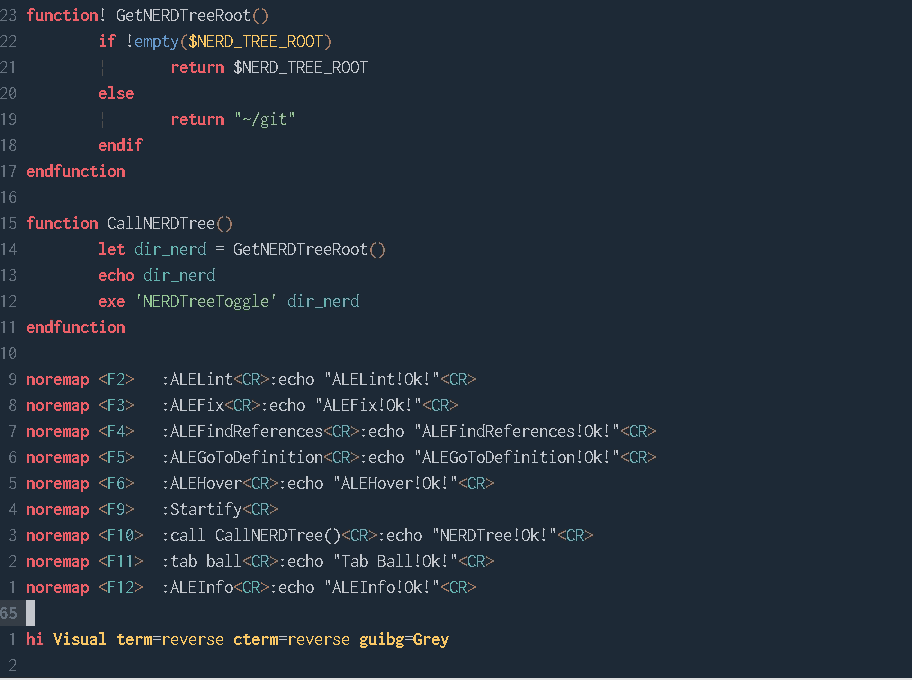 23 function! GetNERDTreeRoot()
22         if !empty($NERD_TREE_ROOT)
21         ¦       return $NERD_TREE_ROOT
20         else
19         ¦       return "~/git"
18         endif
17 endfunction
16
15 function CallNERDTree()
14         let dir_nerd = GetNERDTreeRoot()
13         echo dir_nerd
12         exe 'NERDTreeToggle' dir_nerd
11 endfunction
10
 9 noremap <F2>   :ALELint<CR>:echo "ALELint!Ok!"<CR>
 8 noremap <F3>   :ALEFix<CR>:echo "ALEFix!Ok!"<CR>
 7 noremap <F4>   :ALEFindReferences<CR>:echo "ALEFindReferences!Ok!"<CR>
 6 noremap <F5>   :ALEGoToDefinition<CR>:echo "ALEGoToDefinition!Ok!"<CR>
 5 noremap <F6>   :ALEHover<CR>:echo "ALEHover!Ok!"<CR>
 4 noremap <F9>   :Startify<CR>
 3 noremap <F10>  :call CallNERDTree()<CR>:echo "NERDTree!Ok!"<CR>
 2 noremap <F11>  :tab ball<CR>:echo "Tab Ball!Ok!"<CR>
 1 noremap <F12>  :ALEInfo<CR>:echo "ALEInfo!Ok!"<CR>
65
 1 hi Visual term=reverse cterm=reverse guibg=Grey
 2